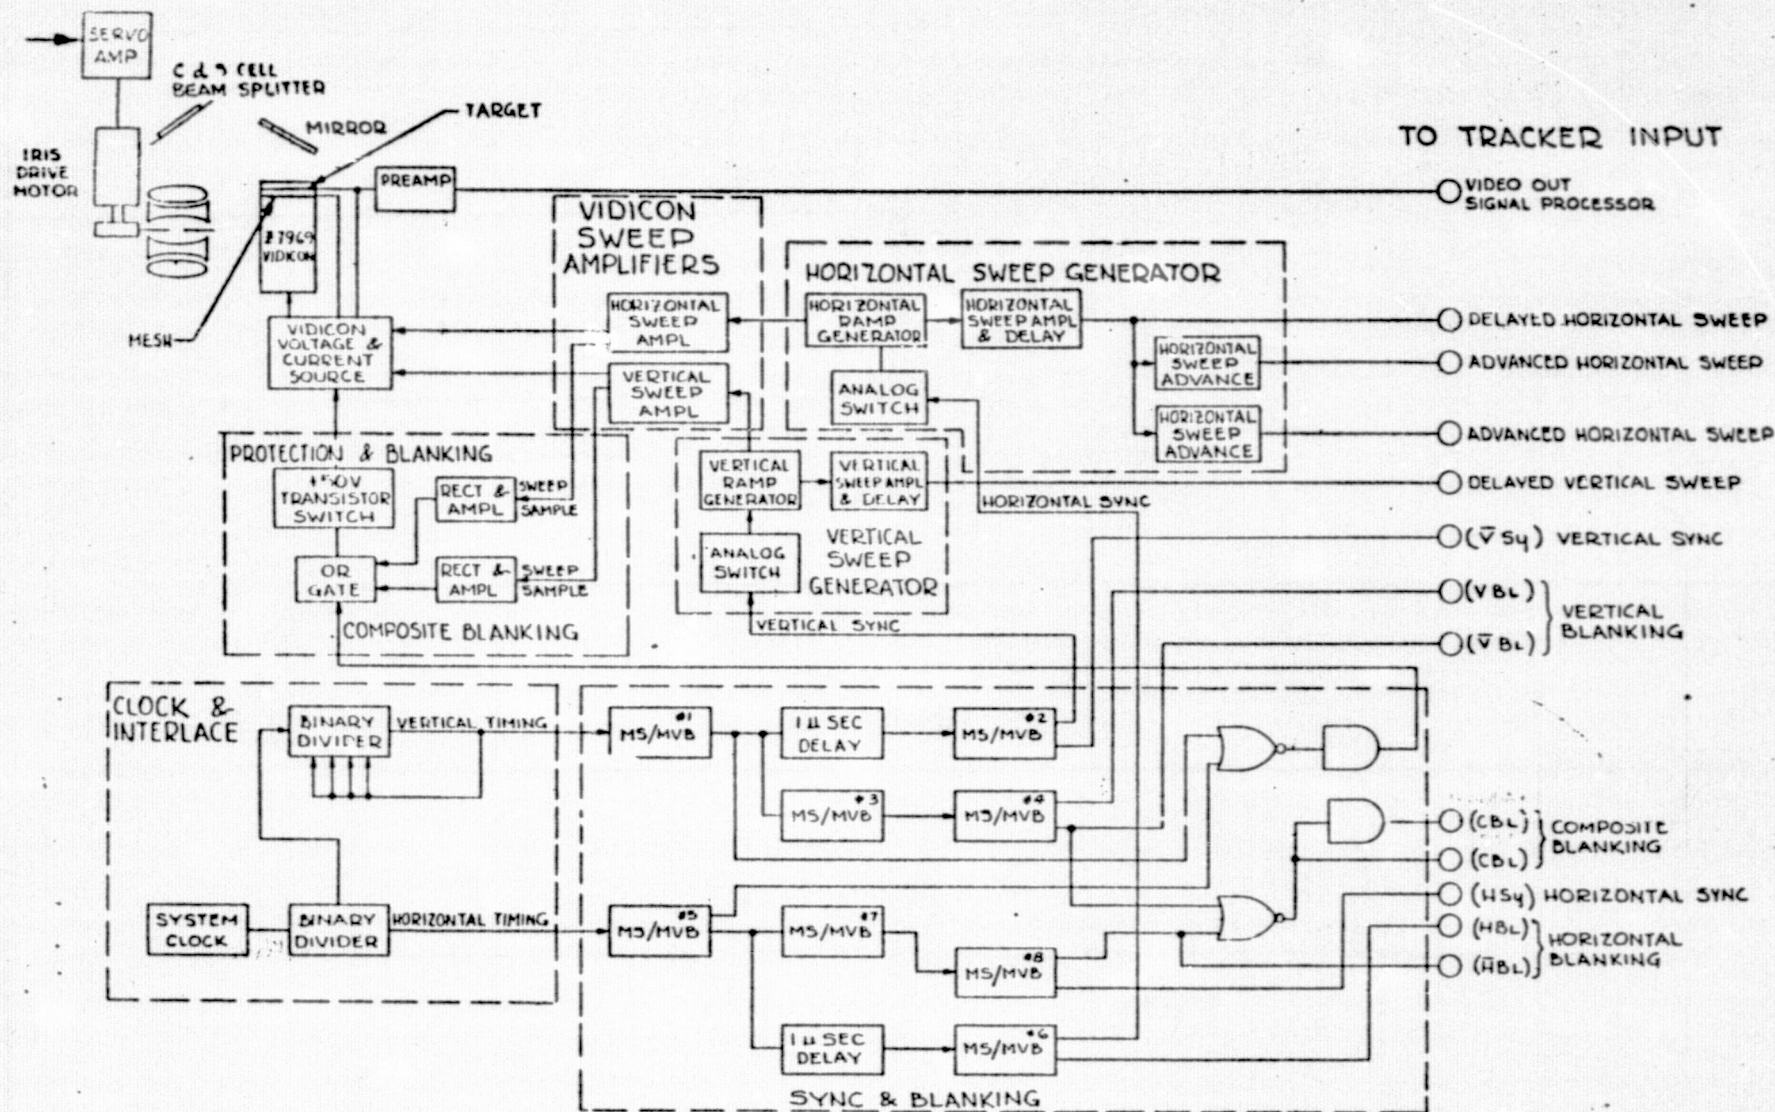 SERVO
AMP
C d S CELL
BEAM SPLITTER
TARGET
MIRROR
IRIS
DRIVE
MOTOR
PREAMP
TO TRACKER INPUT
VIDEO OUT
SIGNAL PROCESSOR
7969
VIDICON
MESH
VIDICON
SWEEP
AMPLIFIERS
HORIZONTAL
SWEEP
AMPL
VERTICAL
SWEEP
AMPL
VIDICON
VOLTAGE &
CURRENT
SOURCE
HORIZONTAL SWEEP GENERATOR
HORIZONTAL
RAMP
GENERATOR
HORIZONTAL
SWEEP AMPL
& DELAY
ANALOG
SWITCH
HORIZONTAL
SWEEP
ADVANCE
HORIZONTAL
SWEEP
ADVANCE
DELAYED HORIZONTAL SWEEP
ADVANCED HORIZONTAL SWEEP
ADVANCED HORIZONTAL SWEEP
DELAYED VERTICAL SWEEP
PROTECTION & BLANKING
TRANSISTOR
SWITCH
RECT &
AMPL
SWEEP
SAMPLE
OR
GATE
RECT &
AMPL
SWEEP
SAMPLE
COMPOSITE BLANKING
VERTICAL
RAMP
GENERATOR
VERTICAL
SWEEP AMPL
& DELAY
ANALOG
SWITCH
VERTICAL
SWEEP
GENERATOR
HORIZONTAL SYNC
VERTICAL SYNC
(V̅Sy) VERTICAL SYNC
(VBL)
(V̅BL)
VERTICAL
BLANKING
CLOCK &
INTERLACE
BINARY
DIVIDER
VERTICAL TIMING
SYSTEM
CLOCK
BINARY
DIVIDER
HORIZONTAL TIMING
#1
MS/MVB
1 µ SEC
DELAY
#2
MS/MVB
#3
MS/MVB
#4
MS/MVB
#5
MS/MVB
#7
MS/MVB
#8
MS/MVB
1 µ SEC
DELAY
#6
MS/MVB
SYNC & BLANKING
(CBL)
(CBL)
COMPOSITE
BLANKING
(HSy) HORIZONTAL SYNC
(HBL)
(H̅BL)
HORIZONTAL
BLANKING